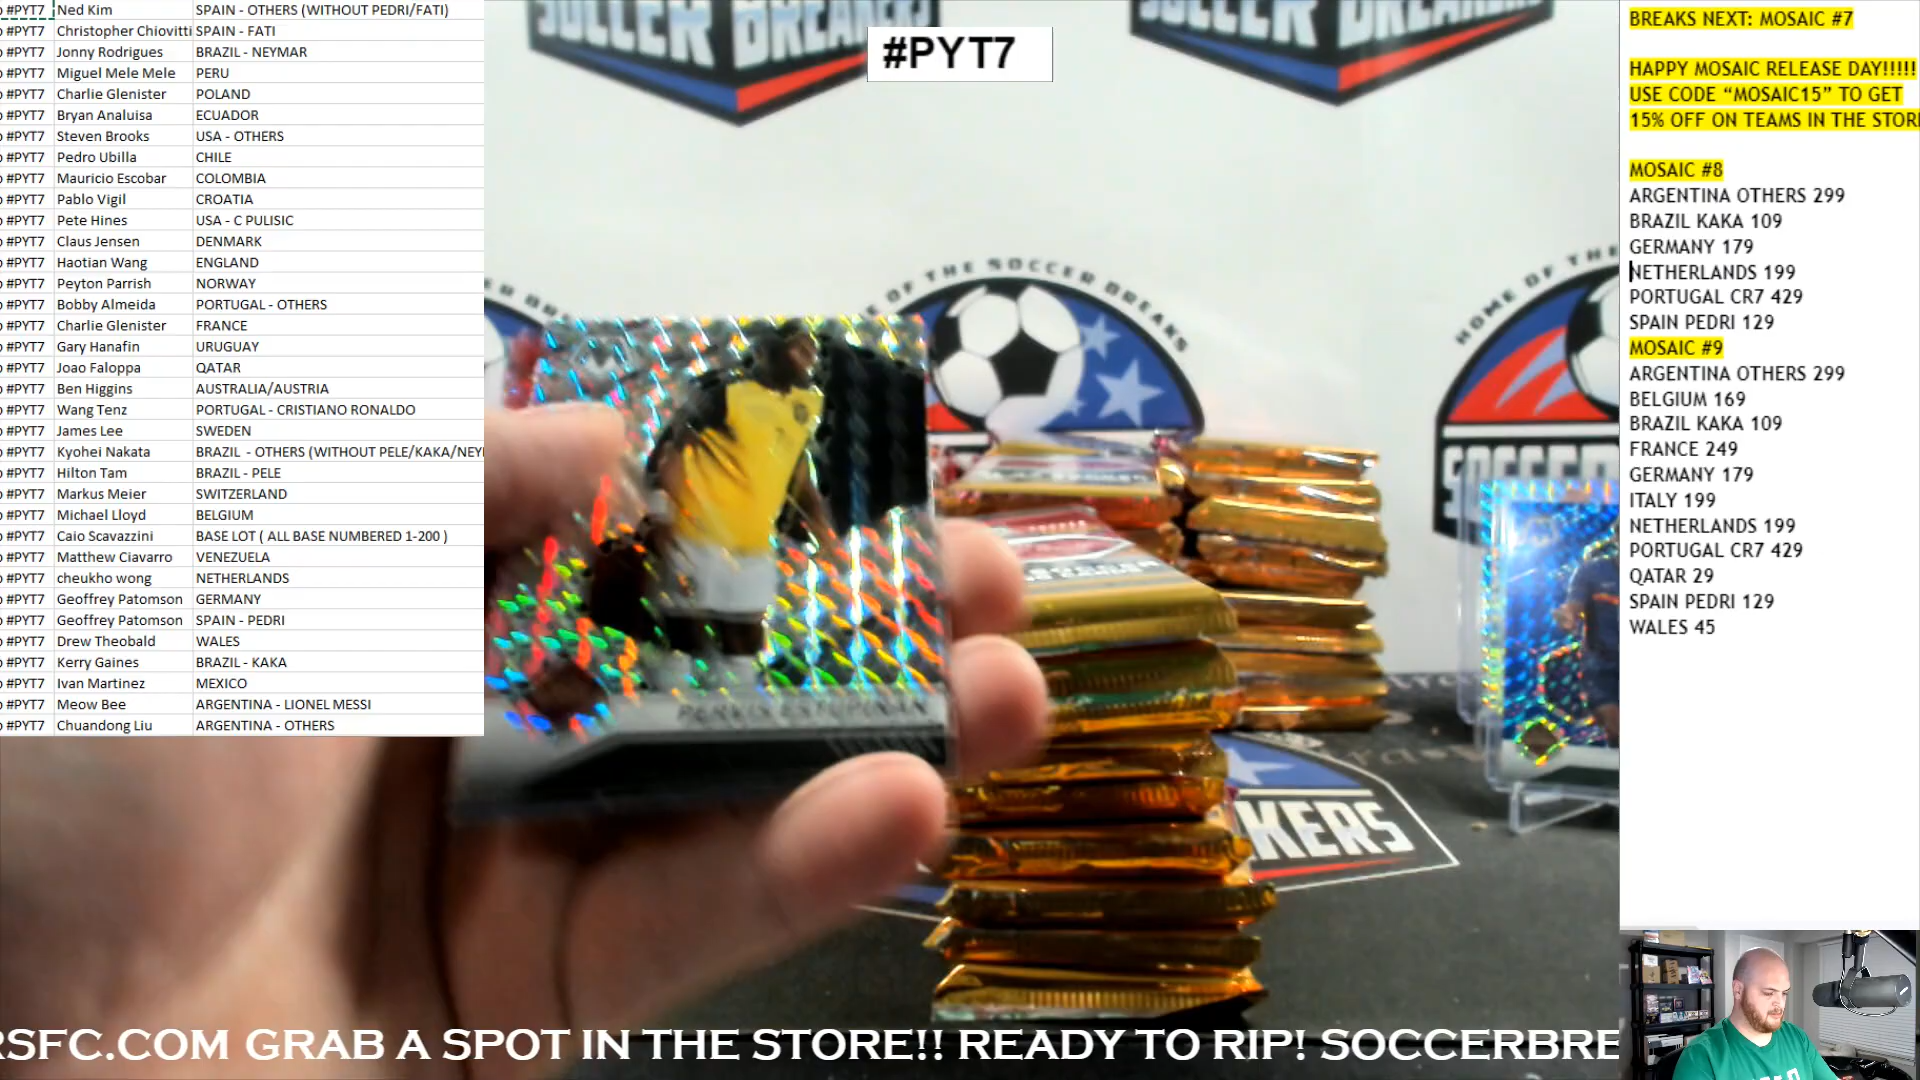 #PYT7 Ned Kim SPAIN - OTHERS (WITHOUT PEDRI/FATI)
#PYT7 Christopher Chiovitti SPAIN - FATI
#PYT7 Jonny Rodrigues BRAZIL - NEYMAR
#PYT7 Miguel Mele Mele PERU
#PYT7 Charlie Glenister POLAND
#PYT7 Bryan Analuisa ECUADOR
#PYT7 Steven Brooks USA - OTHERS
#PYT7 Pedro Ubilla CHILE
#PYT7 Mauricio Escobar COLOMBIA
#PYT7 Pablo Vigil CROATIA
#PYT7 Pete Hines USA - C PULISIC
#PYT7 Claus Jensen DENMARK
#PYT7 Haotian Wang ENGLAND
#PYT7 Peyton Parrish NORWAY
#PYT7 Bobby Almeida PORTUGAL - OTHERS
#PYT7 Charlie Glenister FRANCE
#PYT7 Gary Hanafin URUGUAY
#PYT7 Joao Faloppa QATAR
#PYT7 Ben Higgins AUSTRALIA/AUSTRIA
#PYT7 Wang Tenz PORTUGAL - CRISTIANO RONALDO
#PYT7 James Lee SWEDEN
#PYT7 Kyohei Nakata BRAZIL - OTHERS (WITHOUT PELE/KAKA/NEY
#PYT7 Hilton Tam BRAZIL - PELE
#PYT7 Markus Meier SWITZERLAND
#PYT7 Michael Lloyd BELGIUM
#PYT7 Caio Scavazzini BASE LOT ( ALL BASE NUMBERED 1-200 )
#PYT7 Matthew Ciavarro VENEZUELA
#PYT7 cheukho wong NETHERLANDS
#PYT7 Geoffrey Patomson GERMANY
#PYT7 Geoffrey Patomson SPAIN - PEDRI
#PYT7 Drew Theobald WALES
#PYT7 Kerry Gaines BRAZIL - KAKA
#PYT7 Ivan Martinez MEXICO
#PYT7 Meow Bee ARGENTINA - LIONEL MESSI
#PYT7 Chuandong Liu ARGENTINA - OTHERS
SOCCER BREAKERS
#PYT7
SOCCER BREAKERS
OF THE SOCCER BREAKS
HOME OF THE
KERS
BREAKS NEXT: MOSAIC #7
HAPPY MOSAIC RELEASE DAY!!!!!
USE CODE “MOSAIC15” TO GET
15% OFF ON TEAMS IN THE STOR
MOSAIC #8
ARGENTINA OTHERS 299
BRAZIL KAKA 109
GERMANY 179
NETHERLANDS 199
PORTUGAL CR7 429
SPAIN PEDRI 129
MOSAIC #9
ARGENTINA OTHERS 299
BELGIUM 169
BRAZIL KAKA 109
FRANCE 249
GERMANY 179
ITALY 199
NETHERLANDS 199
PORTUGAL CR7 429
QATAR 29
SPAIN PEDRI 129
WALES 45
RSFC.COM GRAB A SPOT IN THE STORE!! READY TO RIP! SOCCERBRE